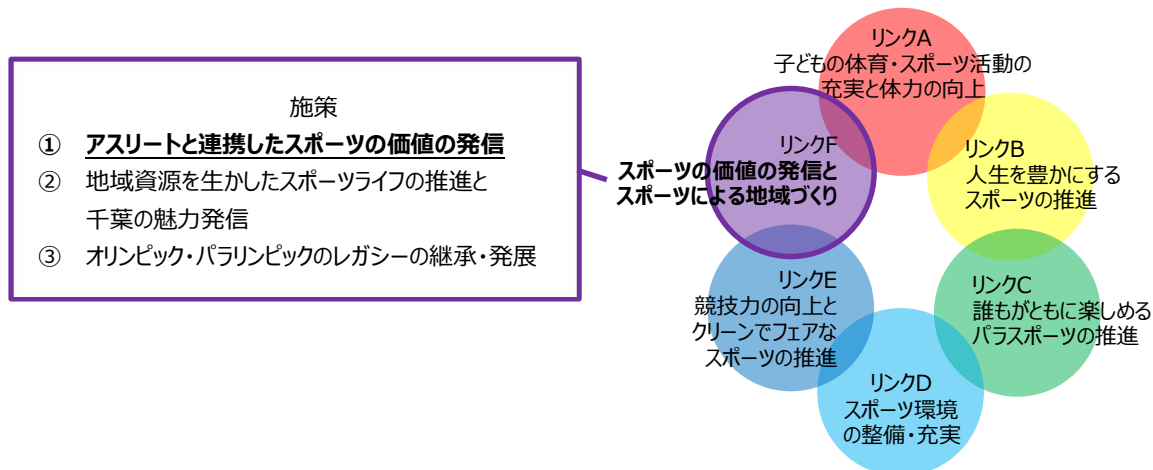 施策
① アスリートと連携したスポーツの価値の発信
② 地域資源を生かしたスポーツライフの推進と
千葉の魅力発信
③ オリンピック・パラリンピックのレガシーの継承・発展
リンクA
子どもの体育・スポーツ活動の
充実と体力の向上
リンクB
人生を豊かにする
スポーツの推進
リンクC
誰もがともに楽しめる
パラスポーツの推進
リンクD
スポーツ環境
の整備・充実
リンクE
競技力の向上と
クリーンでフェアな
スポーツの推進
リンクF
スポーツの価値の発信と
スポーツによる地域づくり